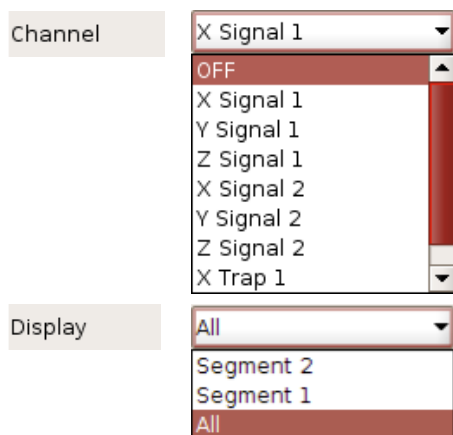 Channel X Signal 1
OFF
X Signal 1
Y Signal 1
Z Signal 1
X Signal 2
Y Signal 2
Z Signal 2
X Trap 1
Display All
Segment 2
Segment 1
All